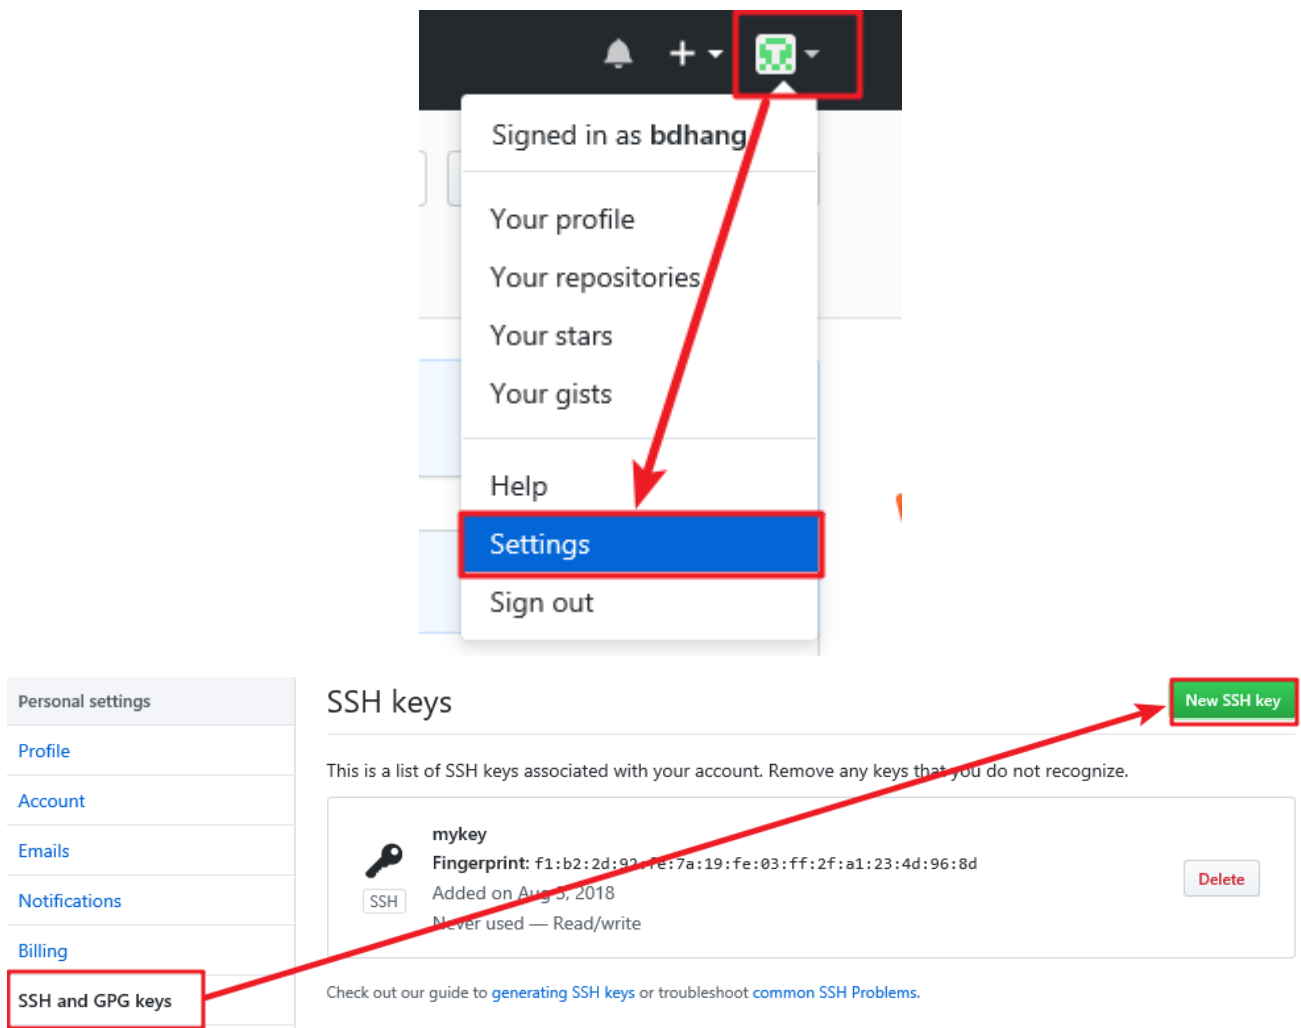 Signed in as bdhang
Your profile
Your repositories
Your stars
Your gists
Help
Settings
Sign out
Personal settings
Profile
Account
Emails
Notifications
Billing
SSH and GPG keys
SSH keys
New SSH key
This is a list of SSH keys associated with your account. Remove any keys that you do not recognize.
mykey
Fingerprint: f1:b2:2d:92:fe:7a:19:fe:03:ff:2f:a1:23:4d:96:8d
SSH
Added on Aug 5, 2018
Never used — Read/write
Delete
Check out our guide to generating SSH keys or troubleshoot common SSH Problems.